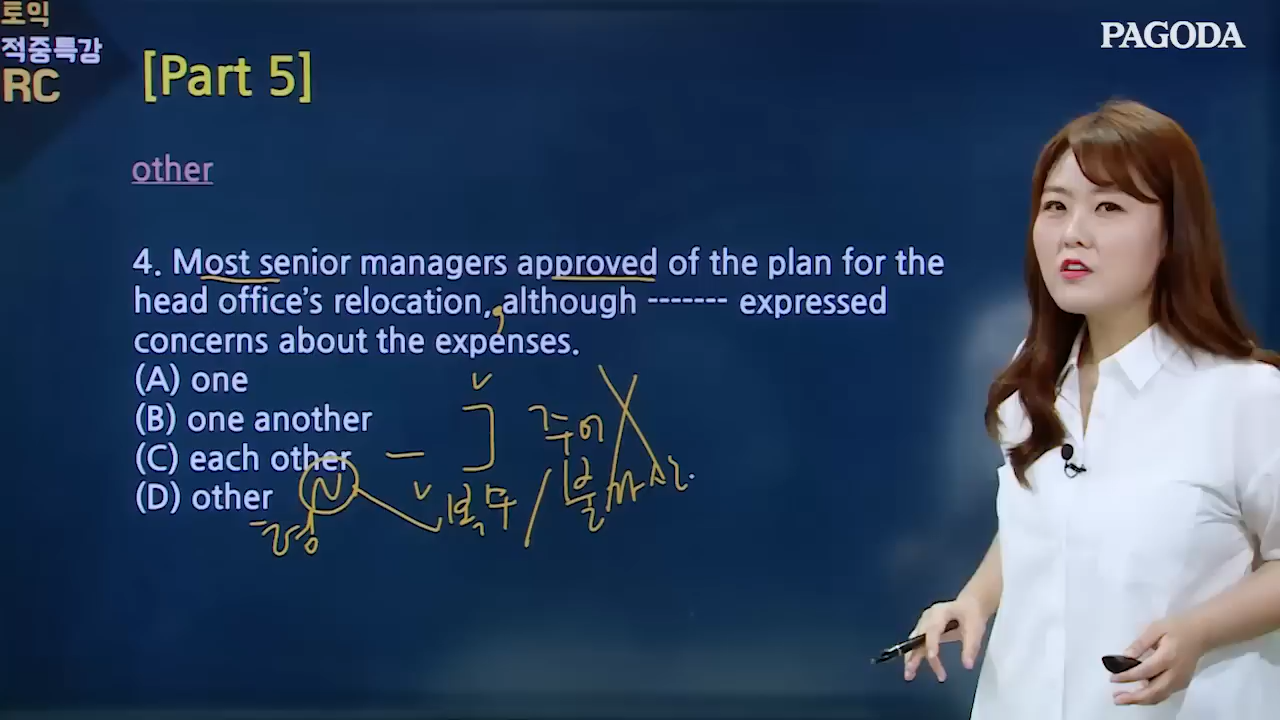 토익
적중특강
RC
PAGODA
[Part 5]
other
4. Most senior managers approved of the plan for the
head office's relocation, although ------- expressed
concerns about the expenses.
(A) one
(B) one another
(C) each other
(D) other
N
주어
복수 / 불가산